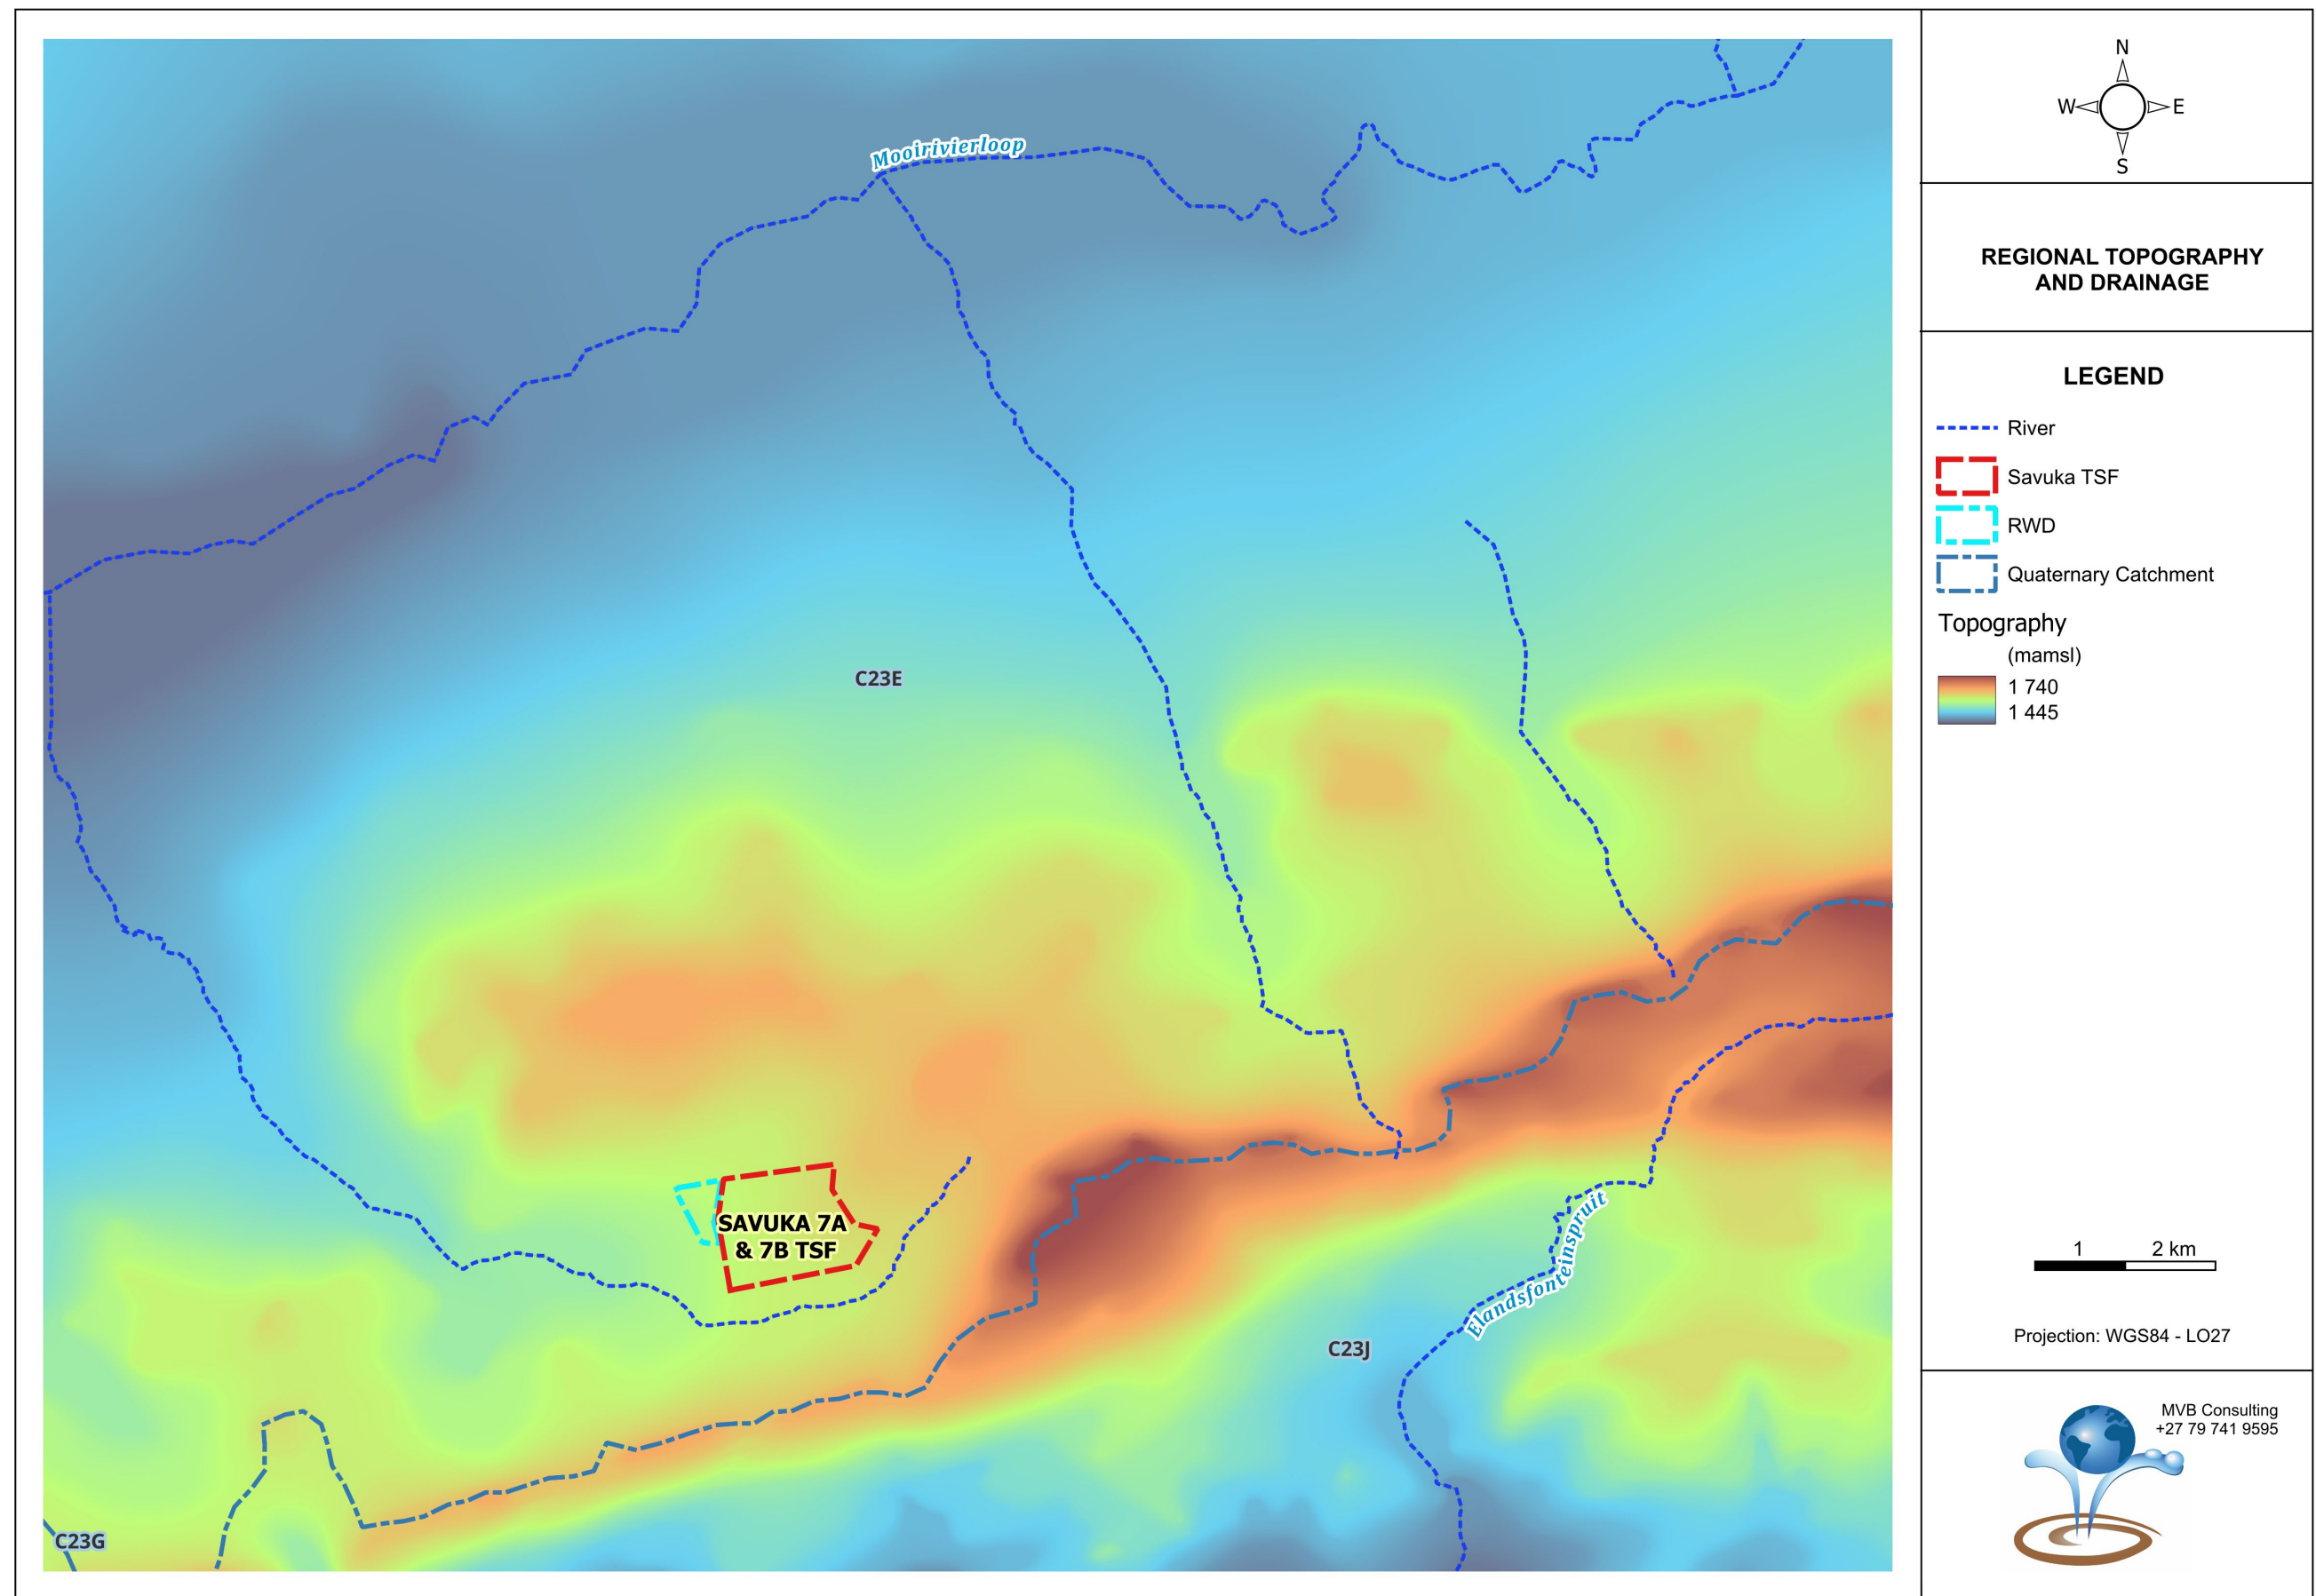 Mooirivierloop
C23E
SAVUKA 7A
& 7B TSF
Elandsfonteinspruit
C23J
C23G
N
W
E
S
REGIONAL TOPOGRAPHY
AND DRAINAGE
LEGEND
River
Savuka TSF
RWD
Quaternary Catchment
Topography
(mamsl)
1 740
1 445
1 2 km
Projection: WGS84 - LO27
MVB Consulting
+27 79 741 9595